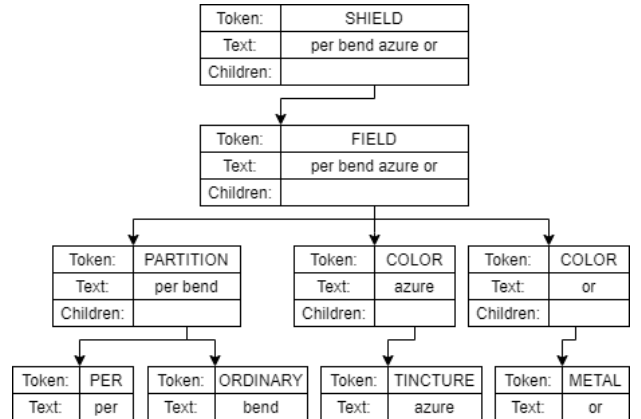 Token: SHIELD
Text: per bend azure or
Children:
Token: FIELD
Text: per bend azure or
Children:
Token: PARTITION Token: COLOR Token: COLOR
Text: per bend Text: azure Text: or
Children: Children: Children:
Token: PER Token: ORDINARY Token: TINCTURE Token: METAL
Text: per Text: bend Text: azure Text: or